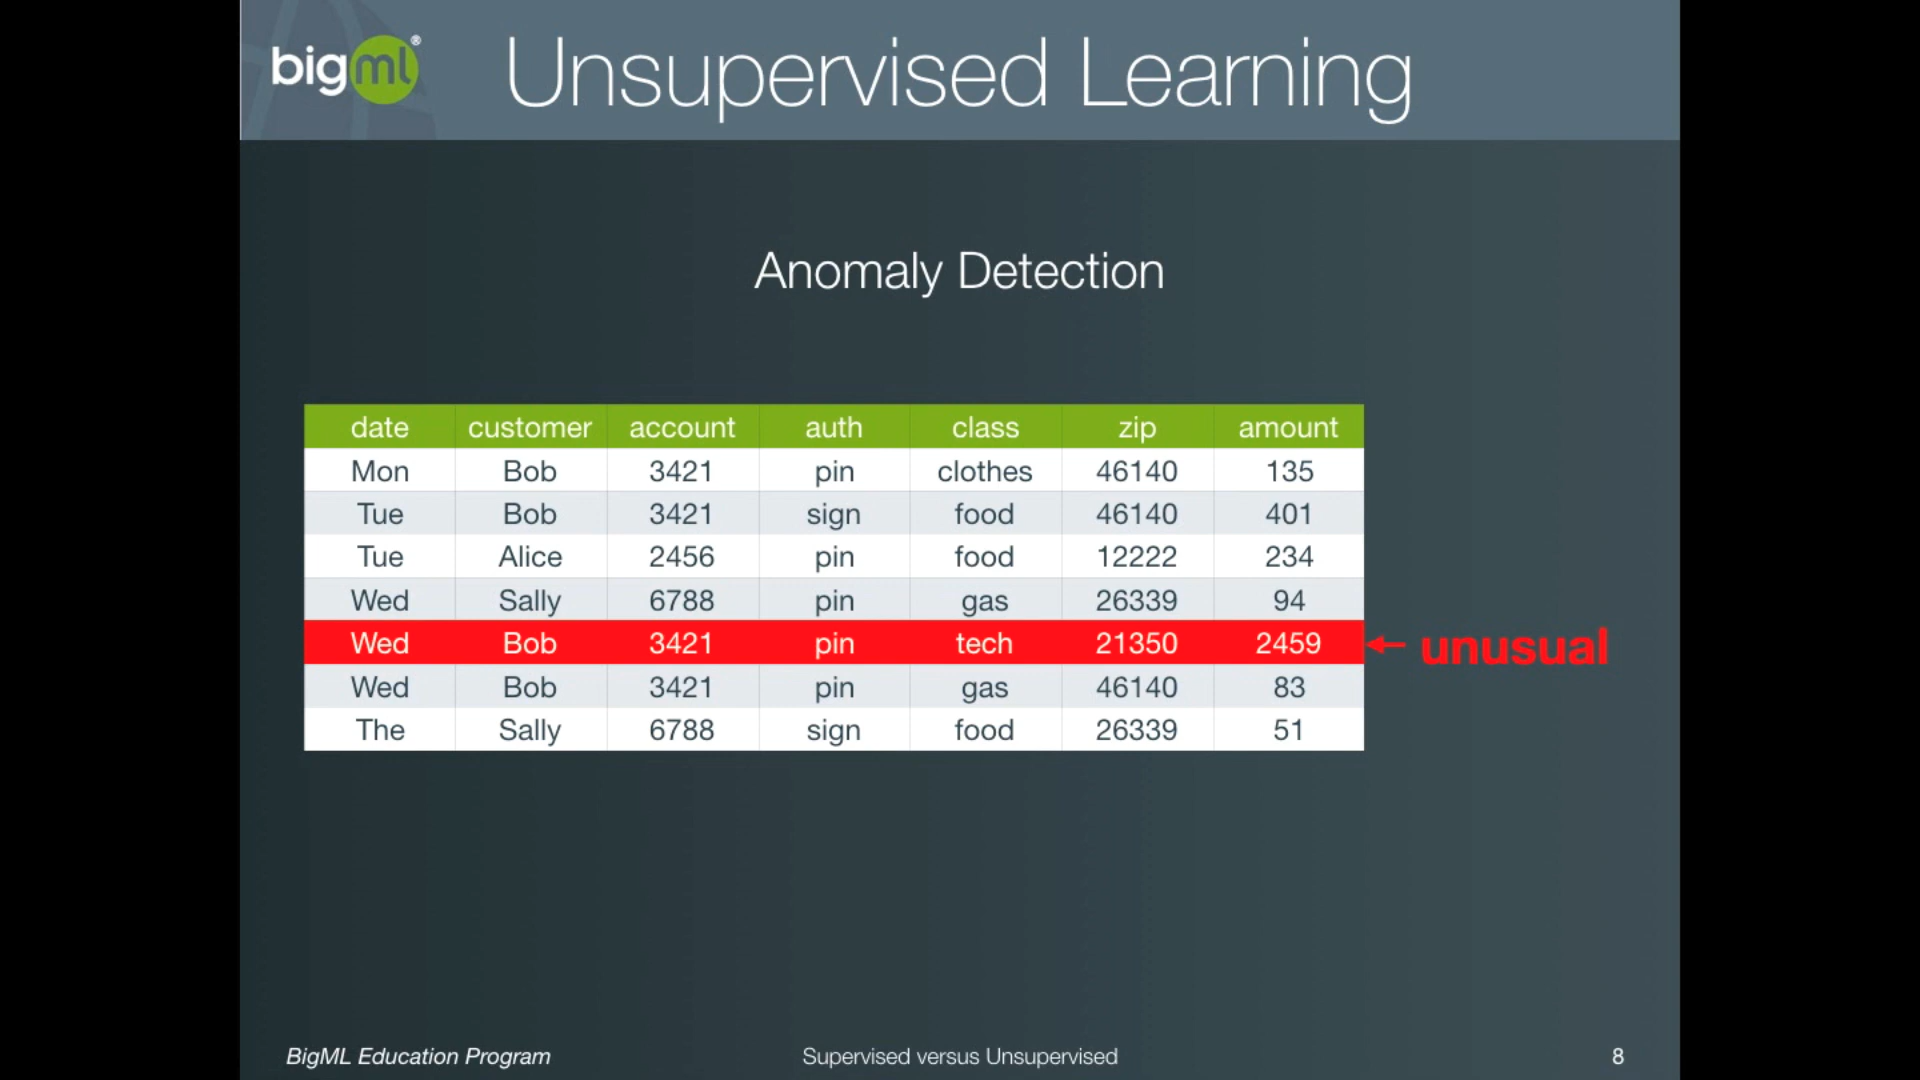 bigml®
Unsupervised Learning
Anomaly Detection
date customer account auth class zip amount
Mon Bob 3421 pin clothes 46140 135
Tue Bob 3421 sign food 46140 401
Tue Alice 2456 pin food 12222 234
Wed Sally 6788 pin gas 26339 94
Wed Bob 3421 pin tech 21350 2459 ← unusual
Wed Bob 3421 pin gas 46140 83
The Sally 6788 sign food 26339 51
BigML Education Program Supervised versus Unsupervised 8